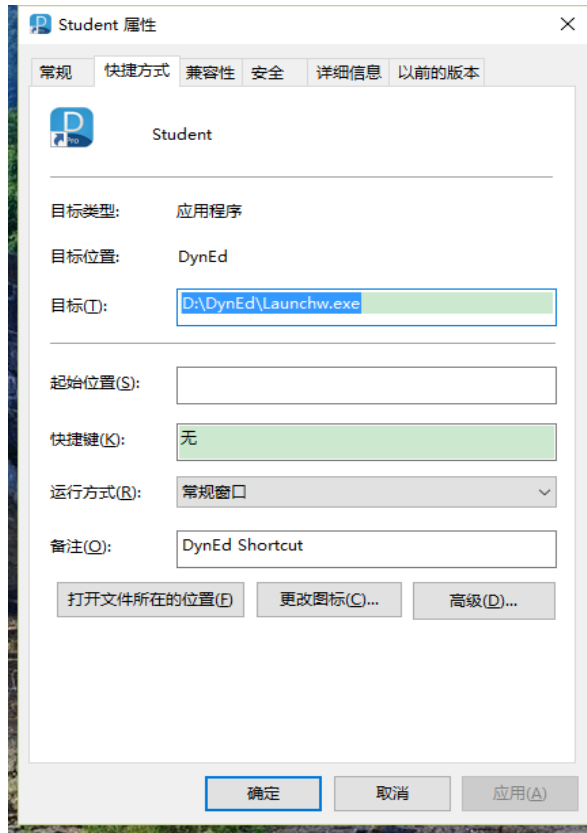 Student 属性
常规 快捷方式 兼容性 安全 详细信息 以前的版本
Pro
Student
目标类型: 应用程序
目标位置: DynEd
目标(T): D:\DynEd\Launchw.exe
起始位置(S):
快捷键(K): 无
运行方式(R): 常规窗口
备注(O): DynEd Shortcut
打开文件所在的位置(F) 更改图标(C)... 高级(D)...
确定 取消 应用(A)